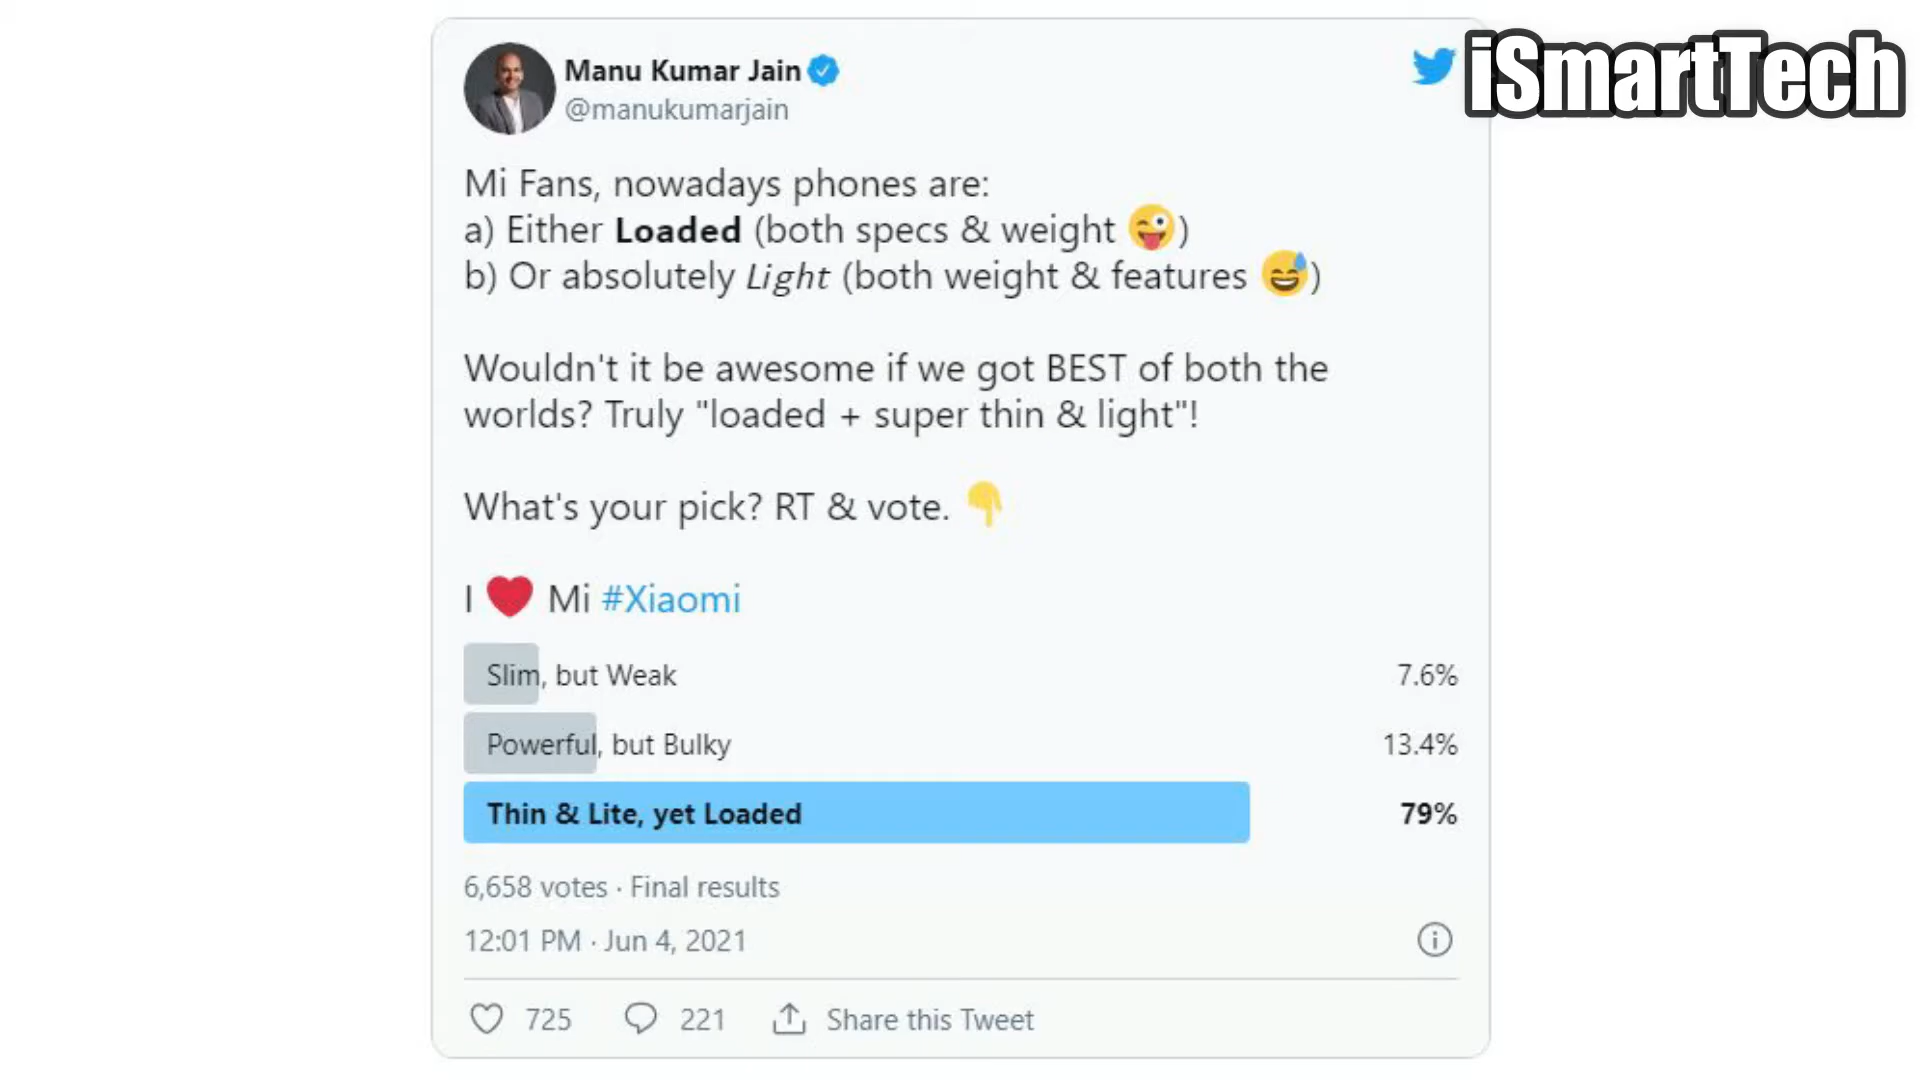 iSmartTech
Manu Kumar Jain
@manukumarjain
Mi Fans, nowadays phones are:
a) Either Loaded (both specs & weight 😜)
b) Or absolutely Light (both weight & features 😅)
Wouldn't it be awesome if we got BEST of both the
worlds? Truly "loaded + super thin & light"!
What's your pick? RT & vote. 👇
I ❤️ Mi #Xiaomi
Slim, but Weak 7.6%
Powerful, but Bulky 13.4%
Thin & Lite, yet Loaded 79%
6,658 votes · Final results
12:01 PM · Jun 4, 2021
725 221 Share this Tweet